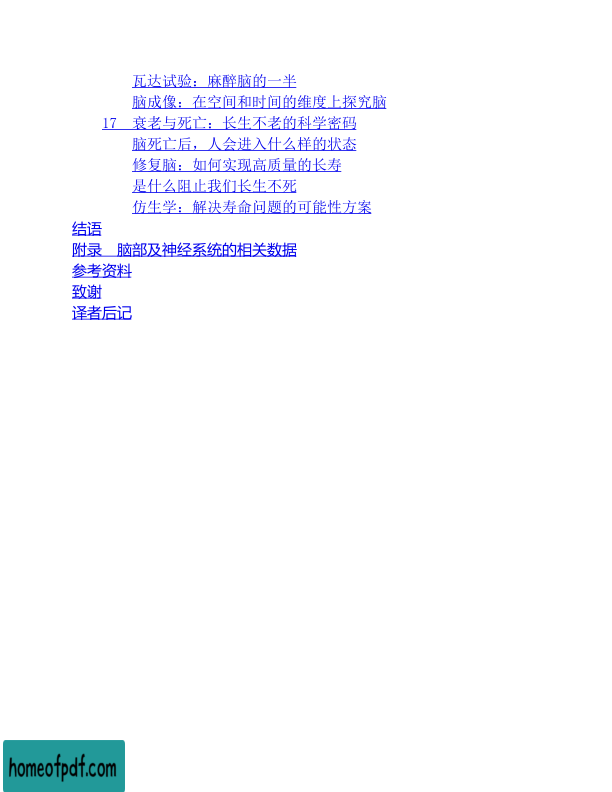 瓦达试验：麻醉脑的一半
脑成像：在空间和时间的维度上探究脑
17　衰老与死亡：长生不老的科学密码
脑死亡后，人会进入什么样的状态
修复脑：如何实现高质量的长寿
是什么阻止我们长生不死
仿生学：解决寿命问题的可能性方案
结语
附录　脑部及神经系统的相关数据
参考资料
致谢
译者后记
homeofpdf.com